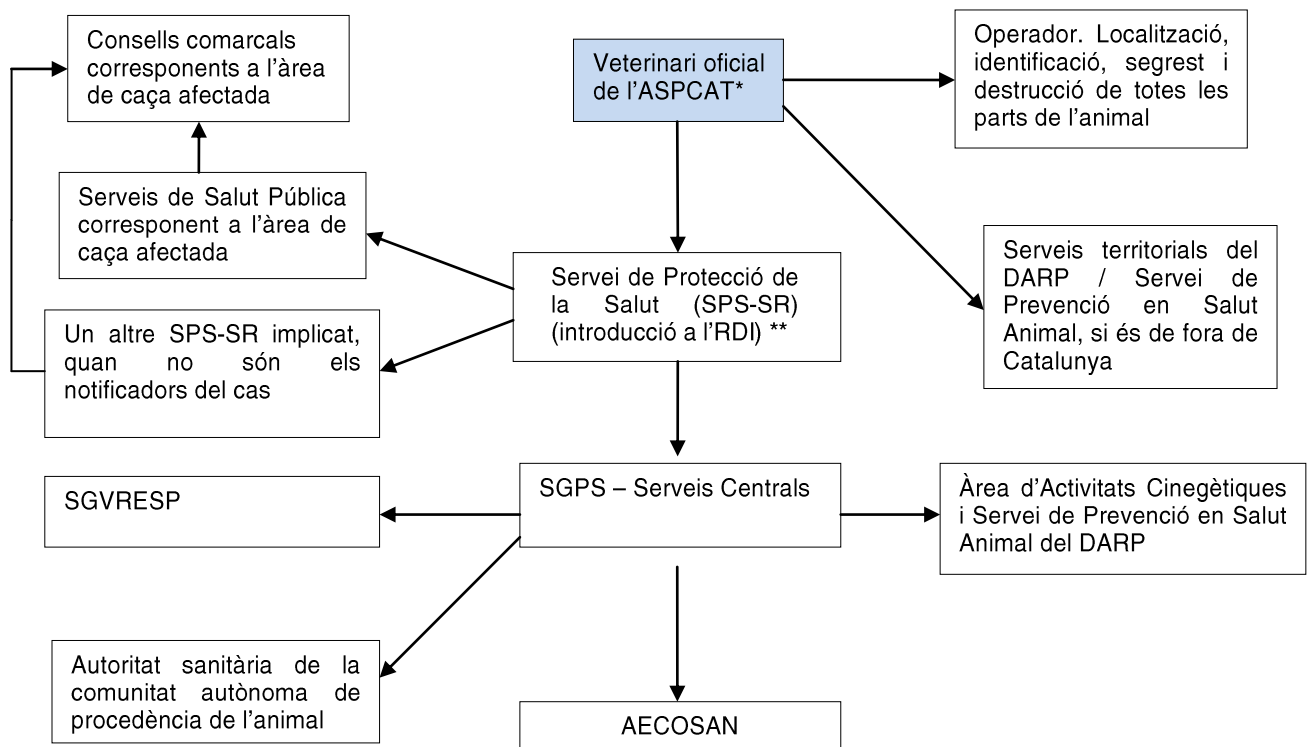 Consells comarcals
corresponents a l'àrea
de caça afectada
Veterinari oficial
de l'ASPCAT*
Operador. Localització,
identificació, segrest i
destrucció de totes les
parts de l'animal
Serveis de Salut Pública
corresponent a l'àrea de
caça afectada
Servei de Protecció de
la Salut (SPS-SR)
(introducció a l'RDI) **
Serveis territorials del
DARP / Servei de
Prevenció en Salut
Animal, si és de fora de
Catalunya
Un altre SPS-SR implicat,
quan no són els
notificadors del cas
SGVRESP
SGPS – Serveis Centrals
Àrea d'Activitats Cinegètiques
i Servei de Prevenció en Salut
Animal del DARP
Autoritat sanitària de la
comunitat autònoma de
procedència de l'animal
AECOSAN